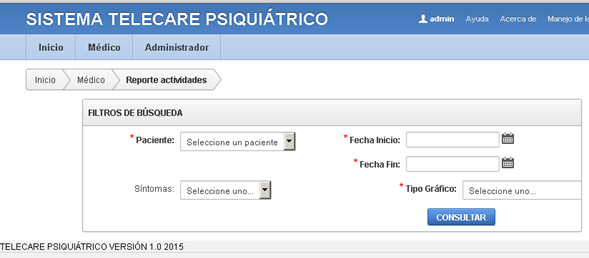 SISTEMA TELECARE PSIQUIÁTRICO admin Ayuda Acerca de Manejo de la
Inicio Médico Administrador
Inicio Médico Reporte actividades
FILTROS DE BÚSQUEDA
* Paciente: Seleccione un paciente * Fecha Inicio:
* Fecha Fin:
Síntomas: Seleccione uno... * Tipo Gráfico: Seleccione uno...
CONSULTAR
TELECARE PSIQUIÁTRICO VERSIÓN 1.0 2015